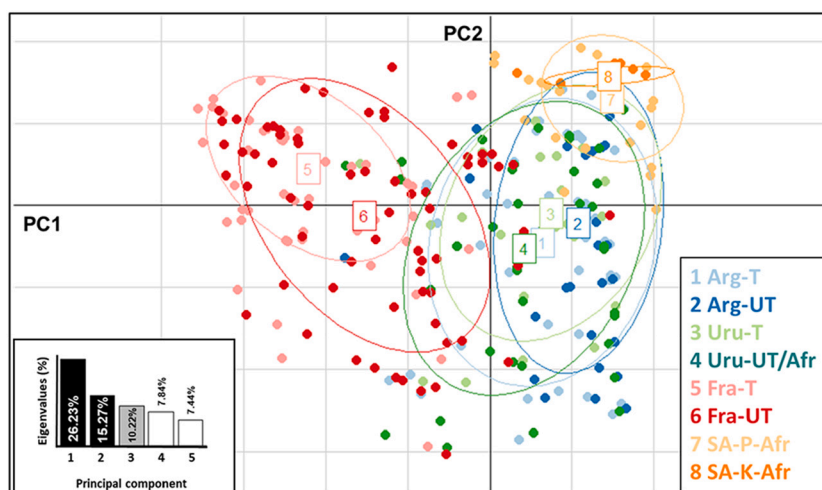 PC2
8
7
5
6
PC1
3
2
4
1
1 Arg-T
2 Arg-UT
3 Uru-T
4 Uru-UT/Afr
5 Fra-T
6 Fra-UT
7 SA-P-Afr
8 SA-K-Afr
Eigenvalues (%)
26.23%
15.27%
10.22%
7.84%
7.44%
1 2 3 4 5
Principal component